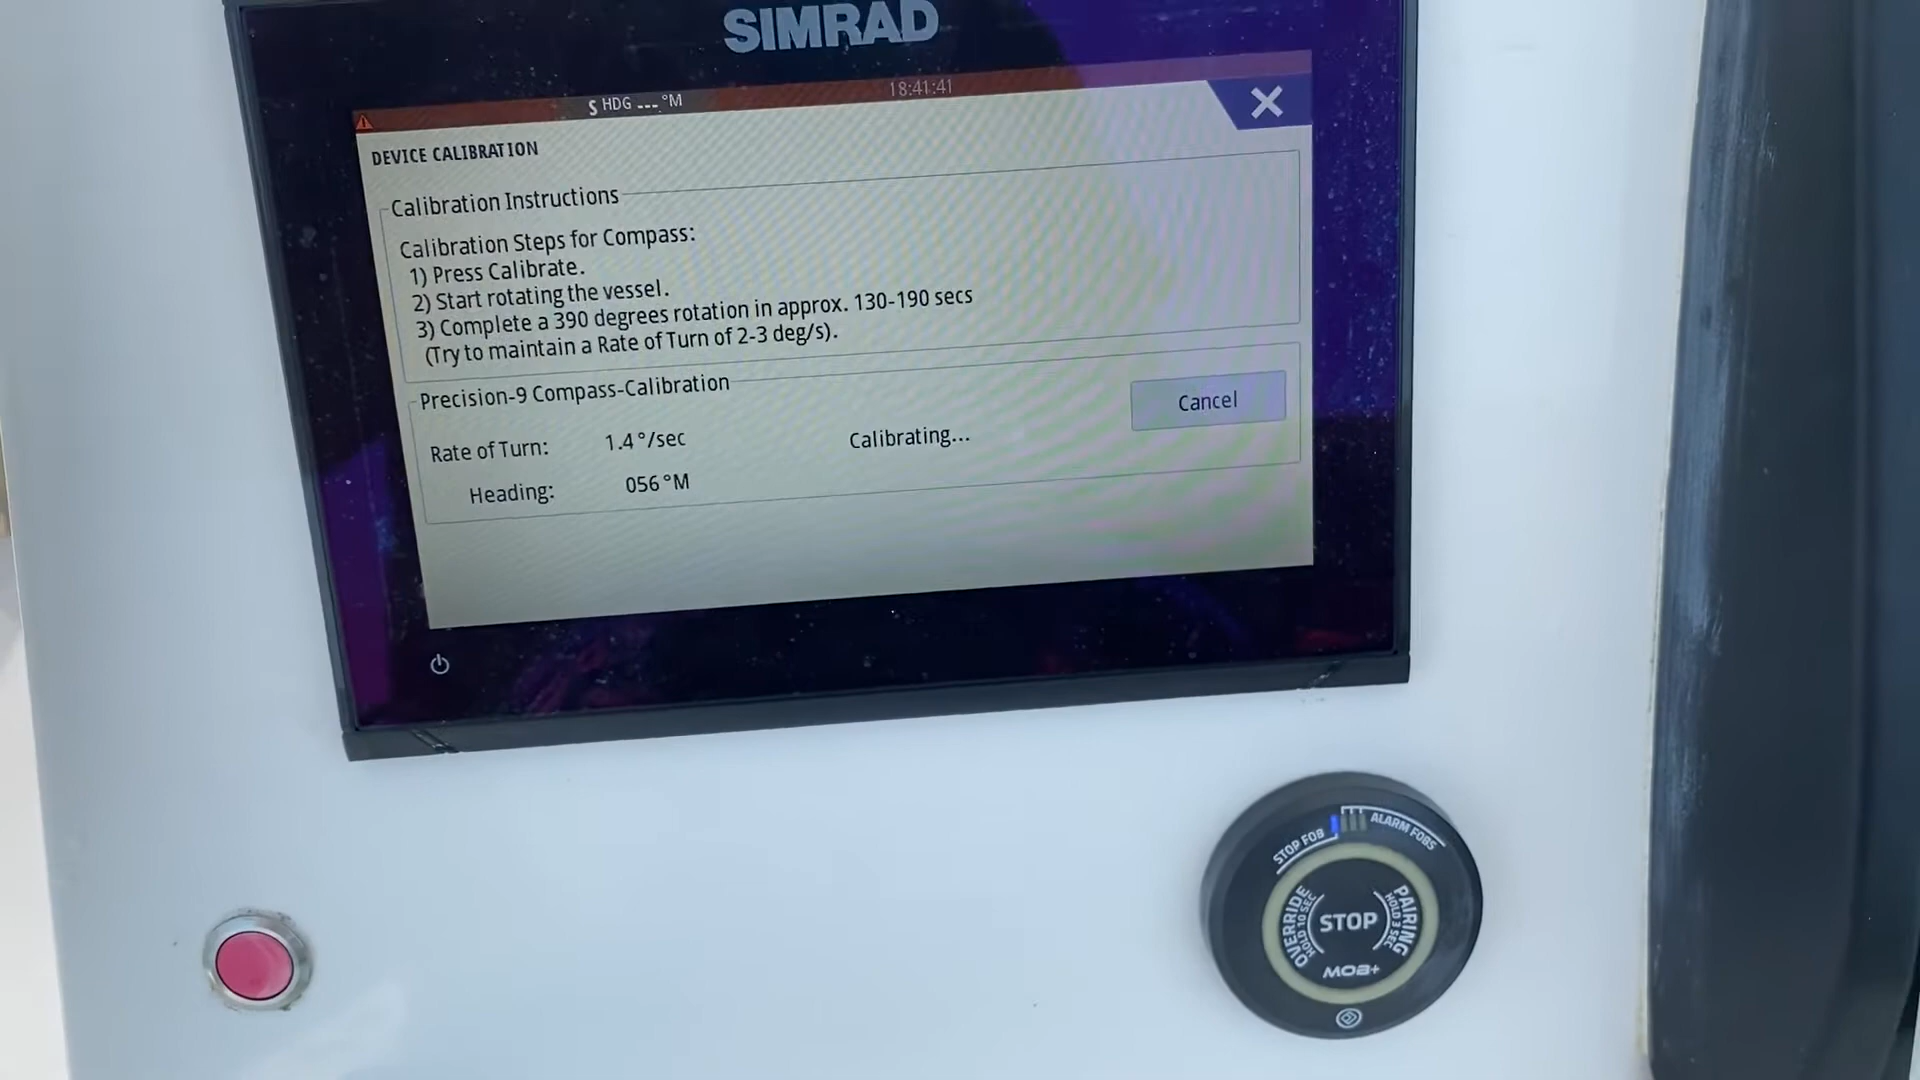 SIMRAD
S HDG ---°M
18:41:41
DEVICE CALIBRATION
Calibration Instructions
Calibration Steps for Compass:
1) Press Calibrate.
2) Start rotating the vessel.
3) Complete a 390 degrees rotation in approx. 130-190 secs
(Try to maintain a Rate of Turn of 2-3 deg/s).
Precision-9 Compass-Calibration
Cancel
Rate of Turn: 1.4 °/sec Calibrating...
Heading: 056 °M
STOP FOB
ALARM FOBS
OVERRIDE
HOLD 10 SEC
STOP
PAIRING
HOLD 3 SEC
MOB+